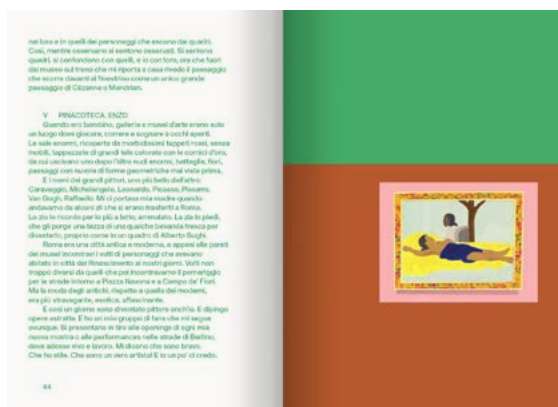 nei loro e in quelli dei personaggi che escono dai quadri.
Così, mentre osservano si sentono osservati. Si sentono
quadri, si confondono con quelli, e io con loro, ora che fuori
dal museo sul treno che mi riporta a casa rivedo il paesaggio
che scorre davanti al finestrino come un unico grande
paesaggio di Cézanne o Mondrian.
V PINACOTECA. ENZO
Quando ero bambino, gallerie e musei d'arte erano solo
un luogo dove giocare, correre e sognare a occhi aperti.
Le sale enormi, ricoperte da morbidissimi tappeti rossi, senza
mobili, tappezzate di grandi tele colorate con le cornici d'oro,
da cui uscivano uno dopo l'altro nudi enormi, battaglie, fiori,
paesaggi con nuvole di forme geometriche mai viste prima.
E i nomi dei grandi pittori, uno più bello dell'altro:
Caravaggio, Michelangelo, Leonardo, Picasso, Pissarro,
Van Gogh, Raffaello. Mi ci portava mia madre quando
andavamo da alcuni zii che si erano trasferiti a Roma.
Lo zio lo ricordo per lo più a letto, ammalato. La zia in piedi,
che gli porge una tazza di una qualche bevanda fresca per
dissetarlo, proprio come in un quadro di Alberto Sughi.
Roma era una città antica e moderna, e appesi alle pareti
dei musei incontravi i volti di personaggi che avevano
abitato in città dal Rinascimento ai nostri giorni. Volti non
troppo diversi da quelli che poi incontravamo il pomeriggio
per le strade intorno a Piazza Navona e a Campo de' Fiori.
Ma la moda degli antichi, rispetto a quella dei moderni,
era più stravagante, esotica, affascinante.
E così un giorno sono diventato pittore anch'io. E dipingo
opere astratte. E ho un mio gruppo di fans che mi segue
ovunque. Si presentano in tiro alle openings di ogni mia
nuova mostra o alle performances nelle strade di Berlino,
dove adesso vivo e lavoro. Mi dicono che sono bravo.
Che ho stile. Che sono un vero artista! E io un po' ci credo.
44